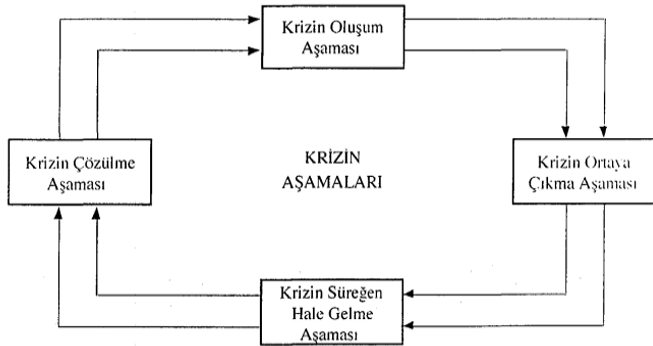 Krizin Oluşum
Aşaması
Krizin Çözülme
Aşaması
KRİZİN
AŞAMALARI
Krizin Ortaya
Çıkma Aşaması
Krizin Süreğen
Hale Gelme
Aşaması